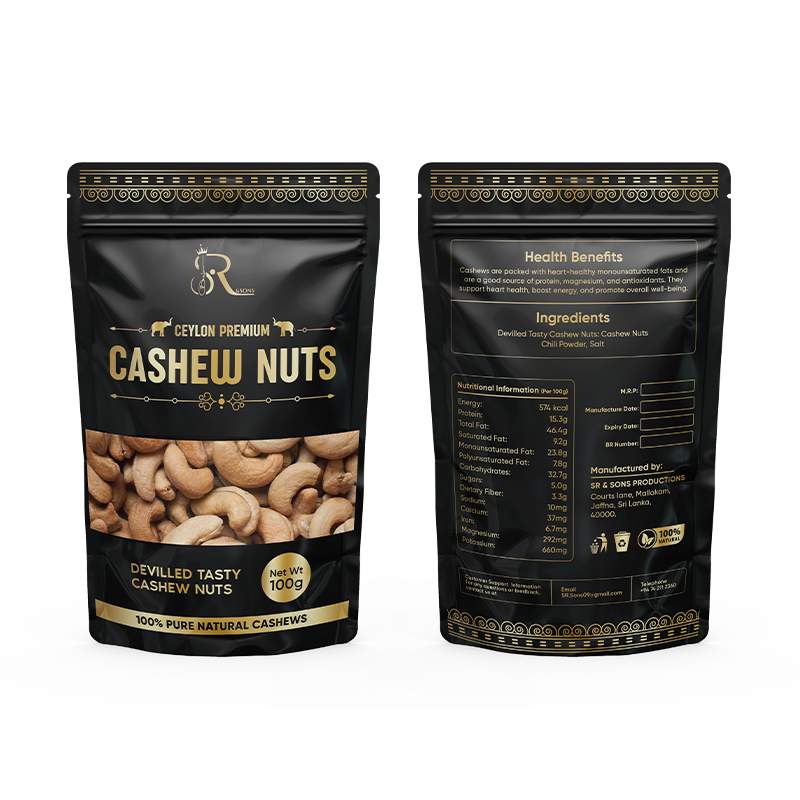 R
& SONS
CEYLON PREMIUM
CASHEW NUTS
DEVILLED TASTY
CASHEW NUTS
Net Wt
100g
100% PURE NATURAL CASHEWS
Health Benefits
Cashews are packed with heart-healthy monounsaturated fats and
are a good source of protein, magnesium, and antioxidants. They
support heart health, boost energy, and promote overall well-being.
Ingredients
Devilled Tasty Cashew Nuts: Cashew Nuts
Chili Powder, Salt
Nutritional Information (Per 100g)
Energy: 574 kcal
Protein: 15.3g
Total Fat: 46.4g
Saturated Fat: 9.2g
Monounsaturated Fat: 23.8g
Polyunsaturated Fat: 7.8g
Carbohydrates: 32.7g
Sugars: 5.0g
Dietary Fiber: 3.3g
Sodium: 10mg
Calcium: 37mg
Iron: 6.7mg
Magnesium: 292mg
Potassium: 660mg
M.R.P:
Manufacture Date:
Expiry Date:
BR Number:
Manufactured by:
SR & SONS PRODUCTIONS
Courts lane, Mallakam,
Jaffna, Sri Lanka,
40000.
100%
NATURAL
Customer Support Information
For any questions or feedback,
contact us at
Email
SR.Sons09@gmail.com
Telephone